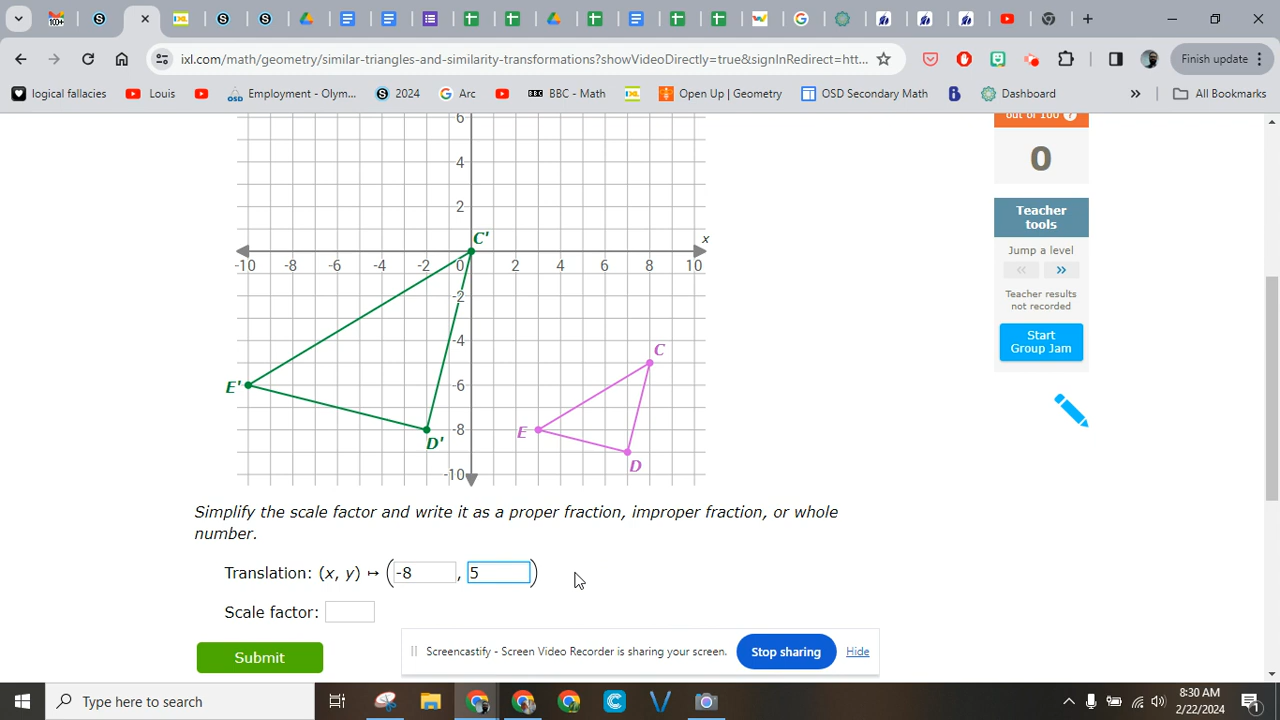 100+
ixl.com/math/geometry/similar-triangles-and-similarity-transformations?showVideoDirectly=true&signInRedirect=htt...
Finish update
logical fallacies Louis Employment - Olym... 2024 Arc BBC - Math Open Up | Geometry OSD Secondary Math Dashboard » All Bookmarks
out of 100
0
Teacher
tools
Jump a level
« »
Teacher results
not recorded
Start
Group Jam
6
4
2
x
C'
-10 -8 -6 -4 -2 0 2 4 6 8 10
-2
-4
C
E' -6
-8 E
D'
D
-10
Simplify the scale factor and write it as a proper fraction, improper fraction, or whole
number.
Translation: (x, y) ↦ (-8 , 5 )
Scale factor:
Submit
Screencastify - Screen Video Recorder is sharing your screen. Stop sharing Hide
Type here to search
8:30 AM
2/22/2024